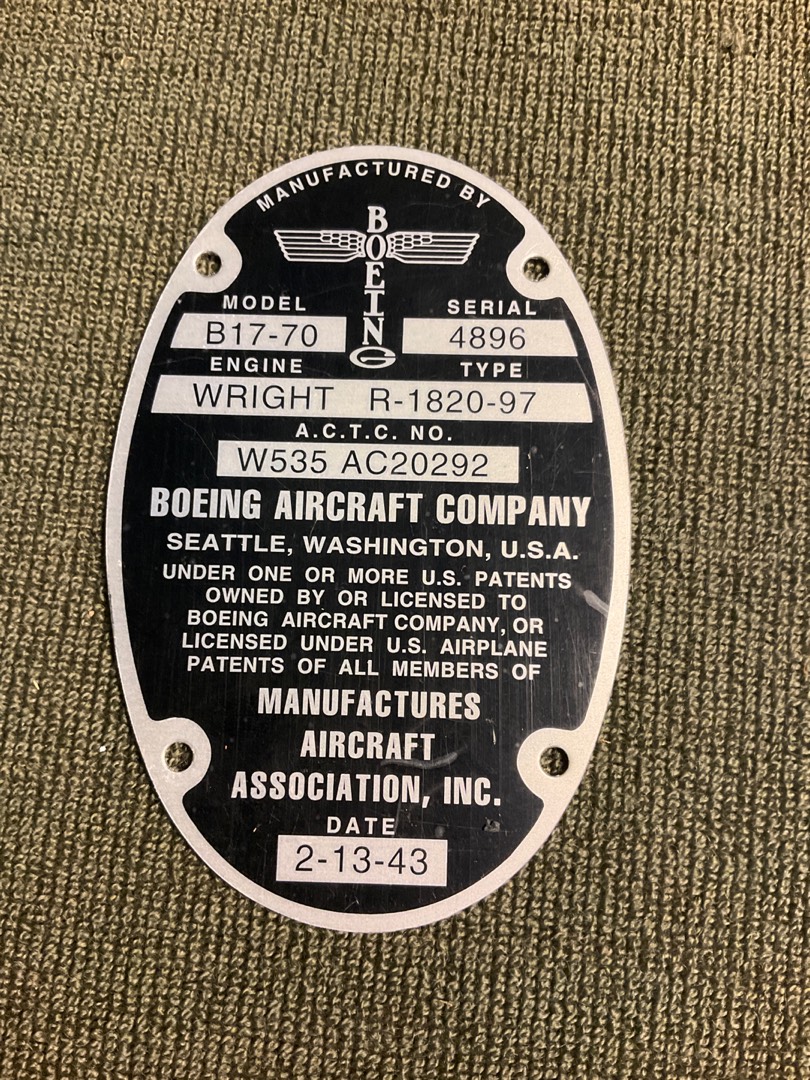 MANUFACTURED BY
BOEING
MODEL SERIAL
B17-70 4896
ENGINE TYPE
WRIGHT R-1820-97
A.C.T.C. NO.
W535 AC20292
BOEING AIRCRAFT COMPANY
SEATTLE, WASHINGTON, U.S.A.
UNDER ONE OR MORE U.S. PATENTS
OWNED BY OR LICENSED TO
BOEING AIRCRAFT COMPANY, OR
LICENSED UNDER U.S. AIRPLANE
PATENTS OF ALL MEMBERS OF
MANUFACTURES
AIRCRAFT
ASSOCIATION, INC.
DATE
2-13-43